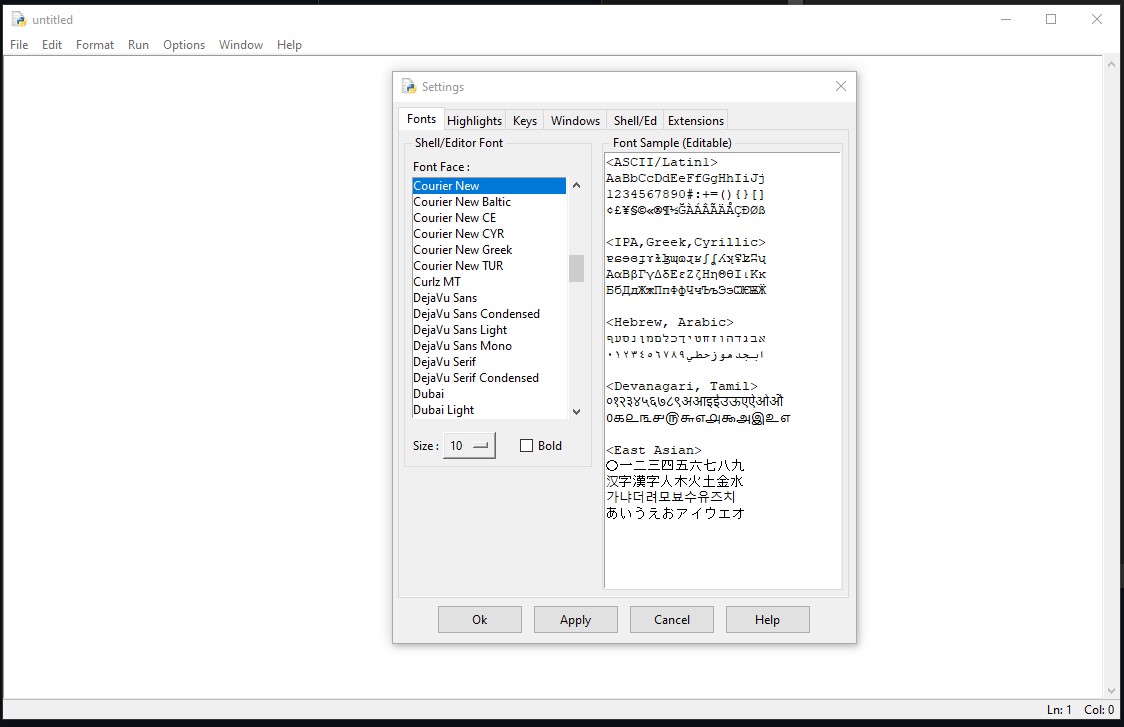 untitled
File Edit Format Run Options Window Help
Settings
Fonts Highlights Keys Windows Shell/Ed Extensions
Shell/Editor Font
Font Face :
Courier New
Courier New Baltic
Courier New CE
Courier New CYR
Courier New Greek
Courier New TUR
Curlz MT
DejaVu Sans
DejaVu Sans Condensed
DejaVu Sans Light
DejaVu Sans Mono
DejaVu Serif
DejaVu Serif Condensed
Dubai
Dubai Light
Size : 10 Bold
Font Sample (Editable)
<ASCII/Latin1>
AaBbCcDdEeFfGgHhIiJj
1234567890#:+=(){}[]
¢£¥§©«®¶½ĞÀÁÂÃÄÅÇÐØß
<IPA,Greek,Cyrillic>
ΑαΒβΓγΔδΕεΖζΗηΘθΙιΚκ
<Hebrew, Arabic>
אבגדהוזחטיךכלםמןנסעף
ابجدهوزحطي٠١٢٣٤٥٦٧٨٩
<Devanagari, Tamil>
०१२३४५६७८९अआइईउऊएऐओऔ
<East Asian>
〇一二三四五六七八九
汉字漢字人木火土金水
가냐더려모뵤수유즈치
あいうえおアイウエオ
Ok Apply Cancel Help
Ln: 1 Col: 0